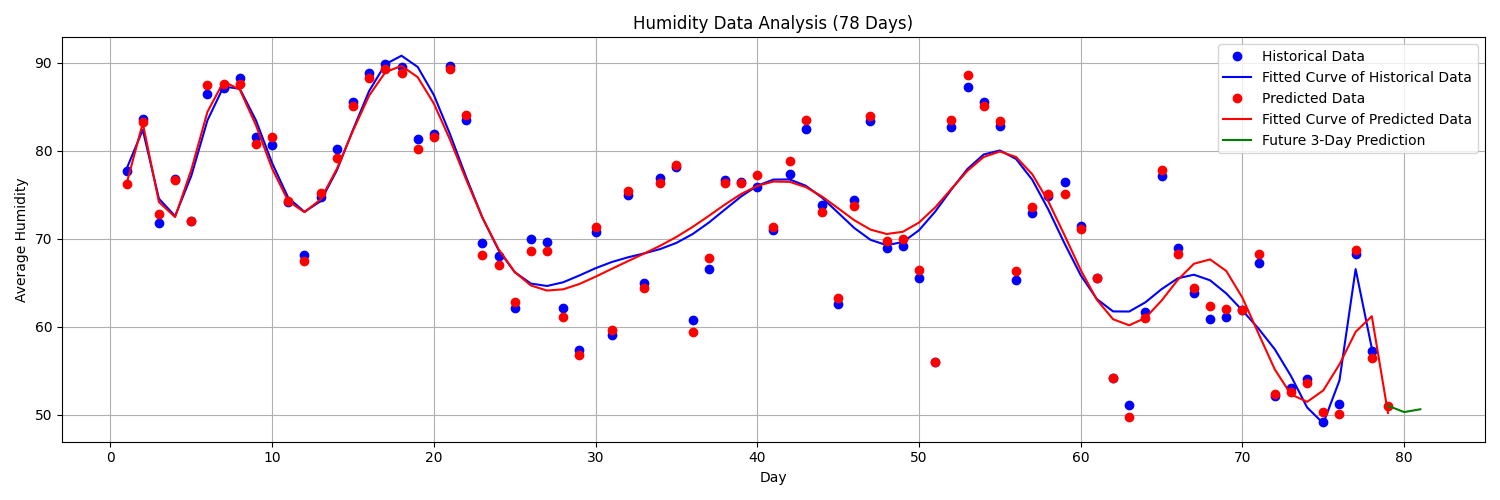 Humidity Data Analysis (78 Days)
Historical Data
Fitted Curve of Historical Data
Predicted Data
Fitted Curve of Predicted Data
Future 3-Day Prediction
Average Humidity
90
80
70
60
50
0 10 20 30 40 50 60 70 80
Day